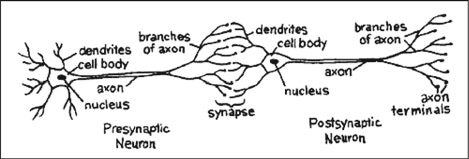 dendrites
cell body
axon
nucleus
Presynaptic
Neuron
branches
of axon
synapse
dendrites
cell body
axon
nucleus
Postsynaptic
Neuron
branches
of axon
axon
terminals